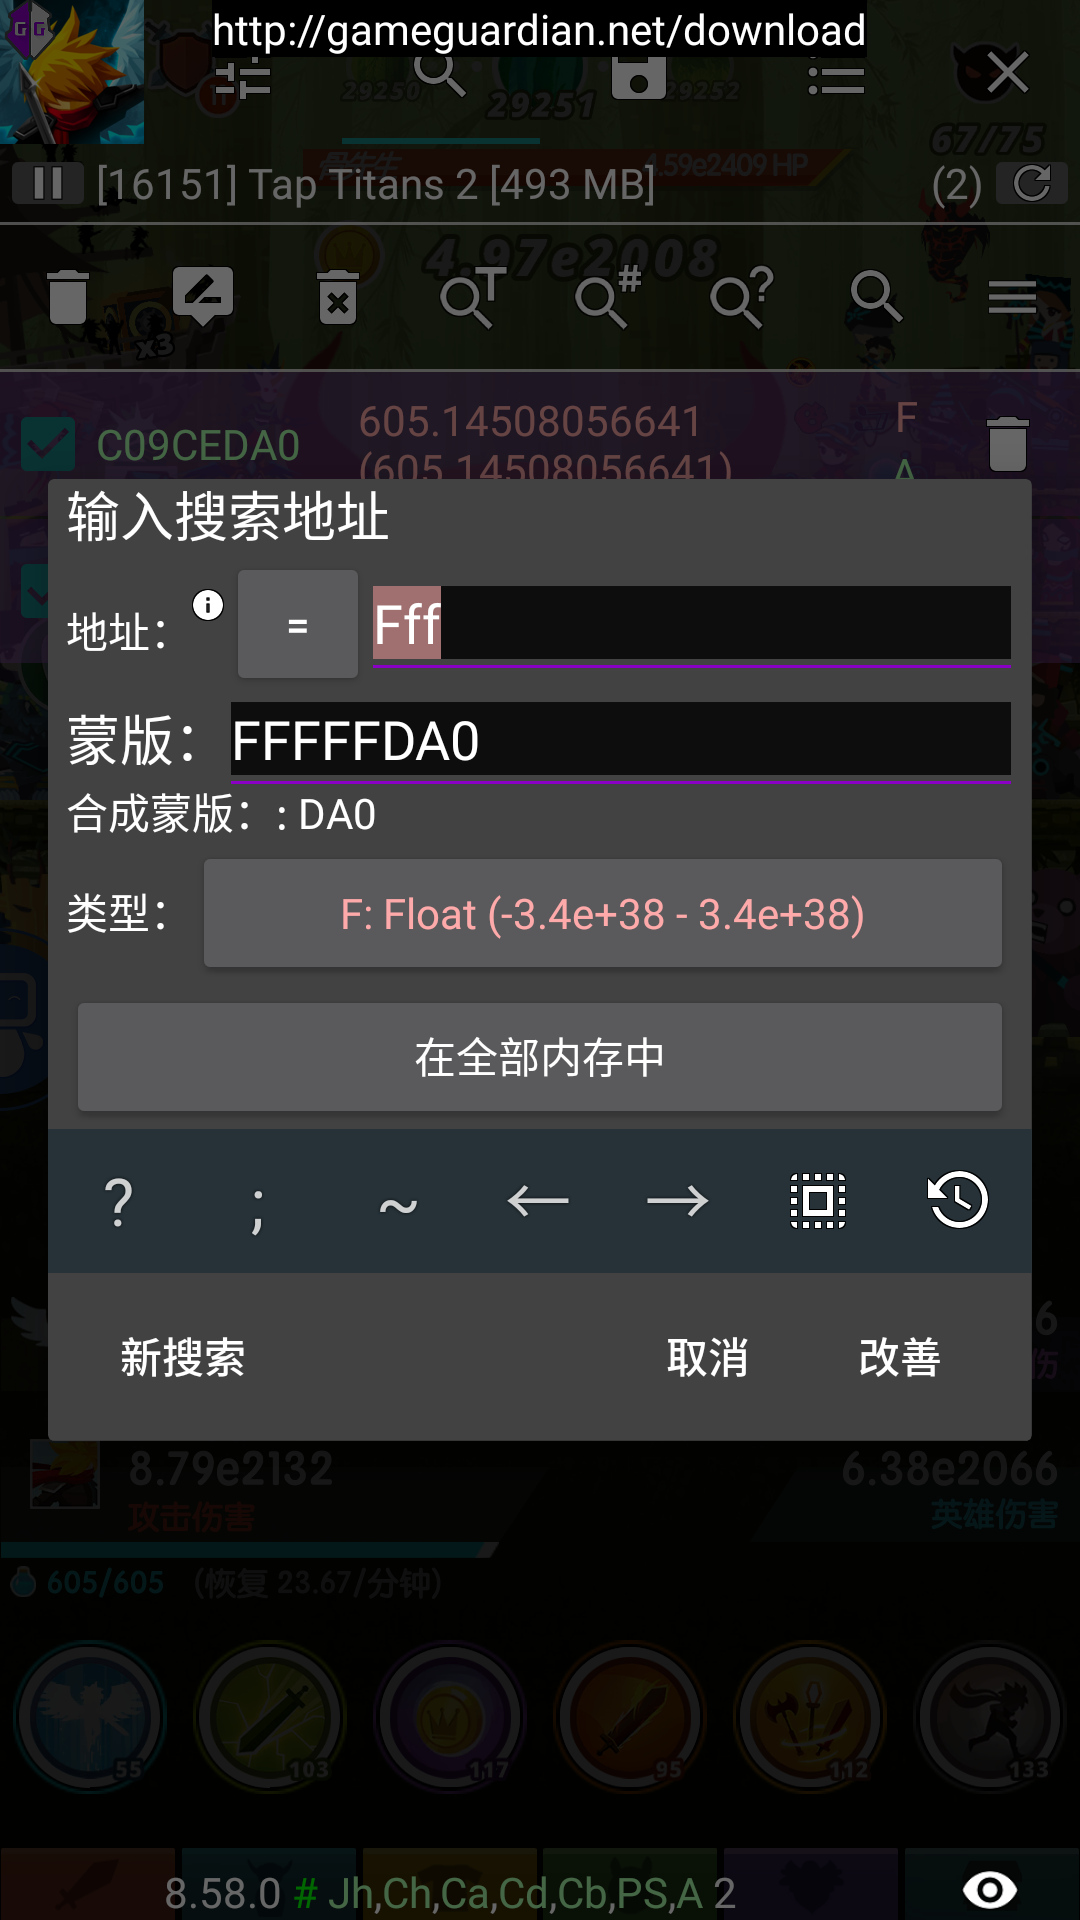 http://gameguardian.net/download
29250
29251
29252
67/75
4.59e2409 HP
[16151] Tap Titans 2 [493 MB]
(2)
4.97e2008
T
#
?
x3
605.14508056641
F
C09CEDA0
(605.14508056641)
A
输入搜索地址
地址：
=
Fff
蒙版：
FFFFFDA0
合成蒙版：: DA0
类型：
F: Float (-3.4e+38 - 3.4e+38)
在全部内存中
? ; ~ ← →
新搜索
取消
改善
6
伤
8.79e2132
6.38e2066
攻击伤害
英雄伤害
605/605 (恢复 23.67/分钟)
55
103
117
95
112
133
8.58.0 # Jh,Ch,Ca,Cd,Cb,PS,A 2